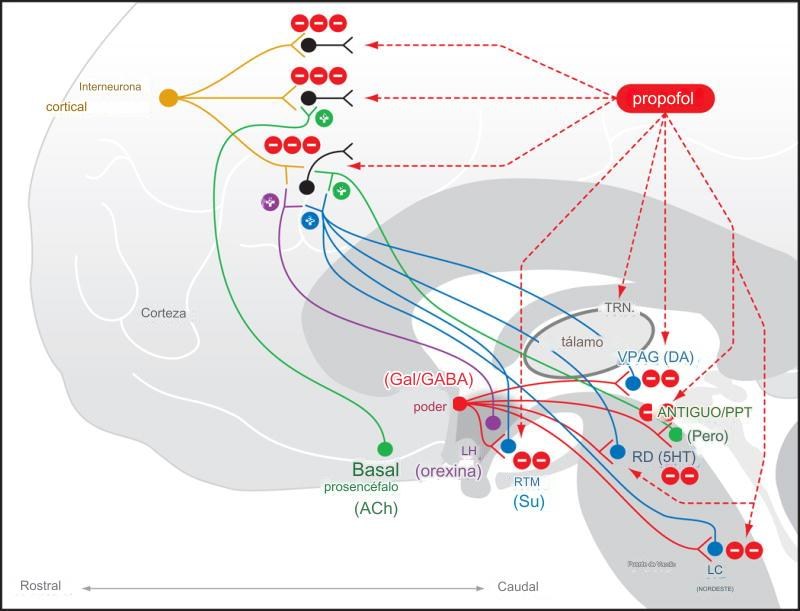 Interneurona
cortical
propofol
Corteza
TRN.
tálamo
VPAG (DA)
(Gal/GABA)
poder
ANTIGUO/PPT
(Pero)
LH
(orexina)
RD (5HT)
Basal
prosencéfalo
(ACh)
RTM
(Su)
LC
(NORDESTE)
Rostral
Caudal